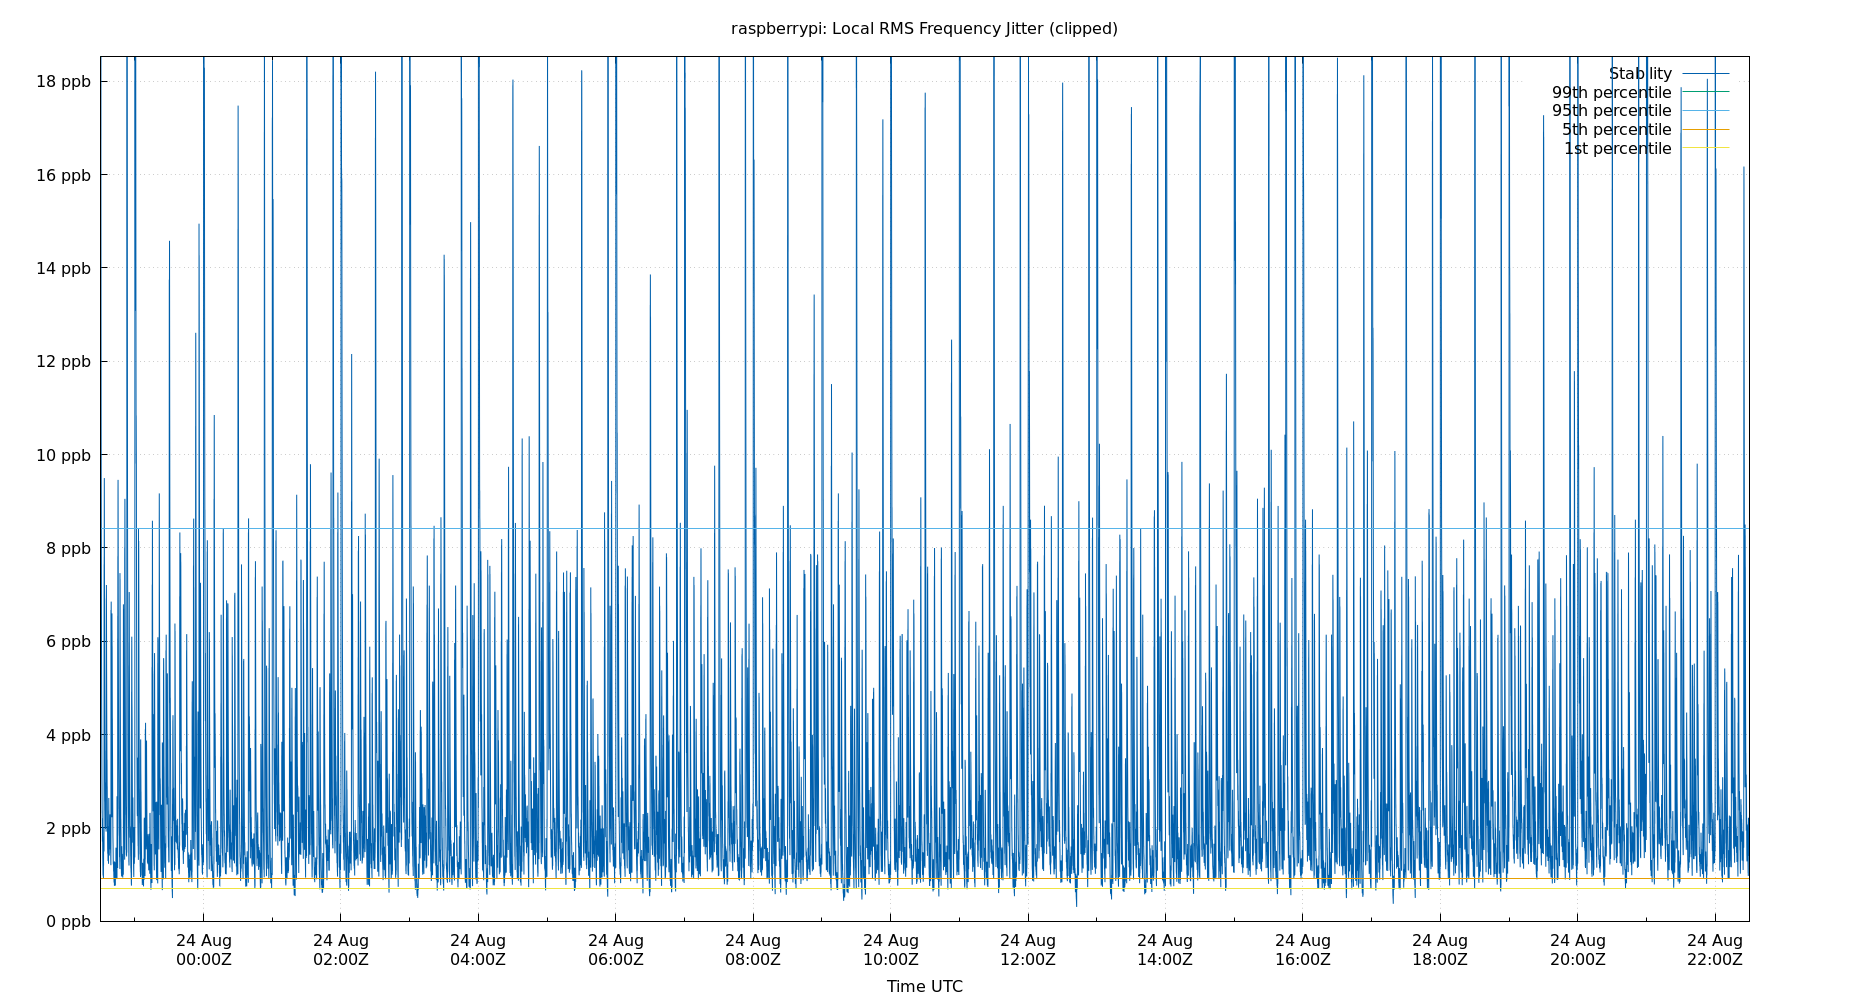 raspberrypi: Local RMS Frequency Jitter (clipped)
Stability
99th percentile
95th percentile
5th percentile
1st percentile
18 ppb
16 ppb
14 ppb
12 ppb
10 ppb
8 ppb
6 ppb
4 ppb
2 ppb
0 ppb
24 Aug 24 Aug 24 Aug 24 Aug 24 Aug 24 Aug 24 Aug 24 Aug 24 Aug 24 Aug 24 Aug 24 Aug
00:00Z 02:00Z 04:00Z 06:00Z 08:00Z 10:00Z 12:00Z 14:00Z 16:00Z 18:00Z 20:00Z 22:00Z
Time UTC